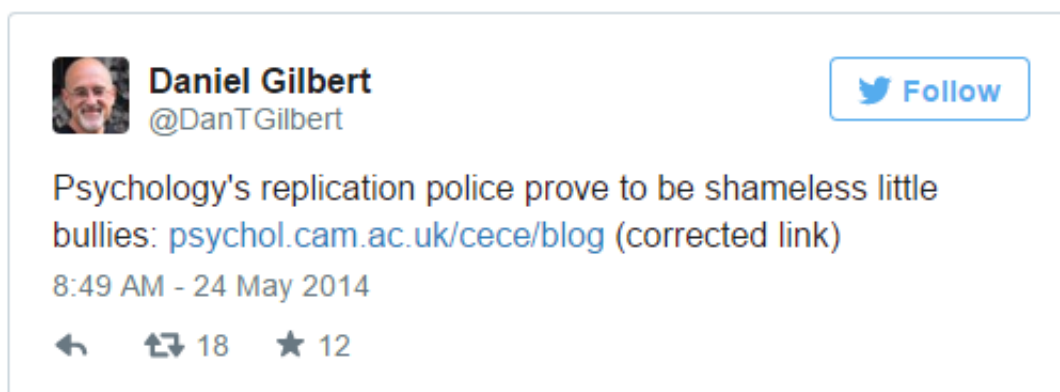 Daniel Gilbert
@DanTGilbert
Follow
Psychology's replication police prove to be shameless little
bullies: psychol.cam.ac.uk/cece/blog (corrected link)
8:49 AM - 24 May 2014
18 12